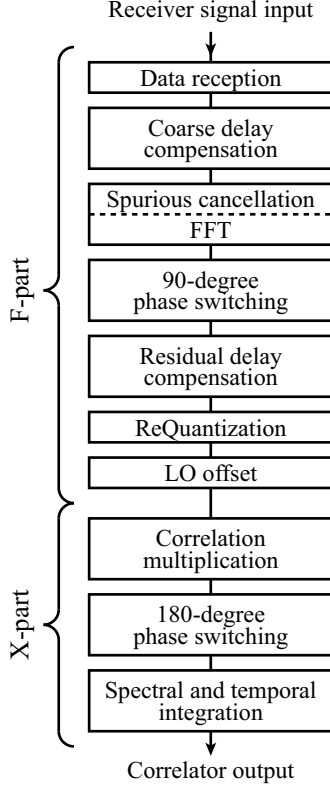 Receiver signal input
Data reception
Coarse delay
compensation
Spurious cancellation
FFT
90-degree
phase switching
Residual delay
compensation
ReQuantization
LO offset
F-part
Correlation
multiplication
180-degree
phase switching
Spectral and temporal
integration
X-part
Correlator output